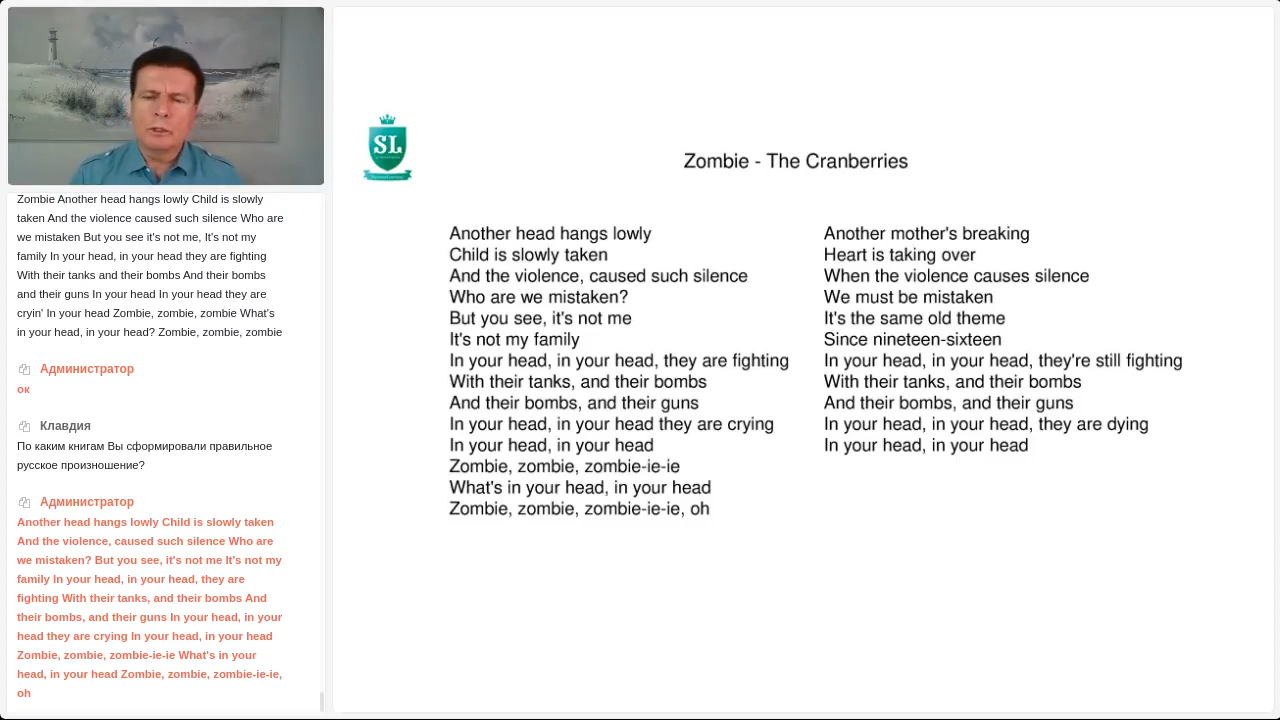 Zombie Another head hangs lowly Child is slowly
taken And the violence caused such silence Who are
we mistaken But you see it's not me, It's not my
family In your head, in your head they are fighting
With their tanks and their bombs And their bombs
and their guns In your head In your head they are
cryin' In your head Zombie, zombie, zombie What's
in your head, in your head? Zombie, zombie, zombie
Администратор
ок
Клавдия
По каким книгам Вы сформировали правильное
русское произношение?
Администратор
Another head hangs lowly Child is slowly taken
And the violence, caused such silence Who are
we mistaken? But you see, it's not me It's not my
family In your head, in your head, they are
fighting With their tanks, and their bombs And
their bombs, and their guns In your head, in your
head they are crying In your head, in your head
Zombie, zombie, zombie-ie-ie What's in your
head, in your head Zombie, zombie, zombie-ie-ie,
oh
SL
Zombie - The Cranberries
Another head hangs lowly
Child is slowly taken
And the violence, caused such silence
Who are we mistaken?
But you see, it's not me
It's not my family
In your head, in your head, they are fighting
With their tanks, and their bombs
And their bombs, and their guns
In your head, in your head they are crying
In your head, in your head
Zombie, zombie, zombie-ie-ie
What's in your head, in your head
Zombie, zombie, zombie-ie-ie, oh
Another mother's breaking
Heart is taking over
When the violence causes silence
We must be mistaken
It's the same old theme
Since nineteen-sixteen
In your head, in your head, they're still fighting
With their tanks, and their bombs
And their bombs, and their guns
In your head, in your head, they are dying
In your head, in your head